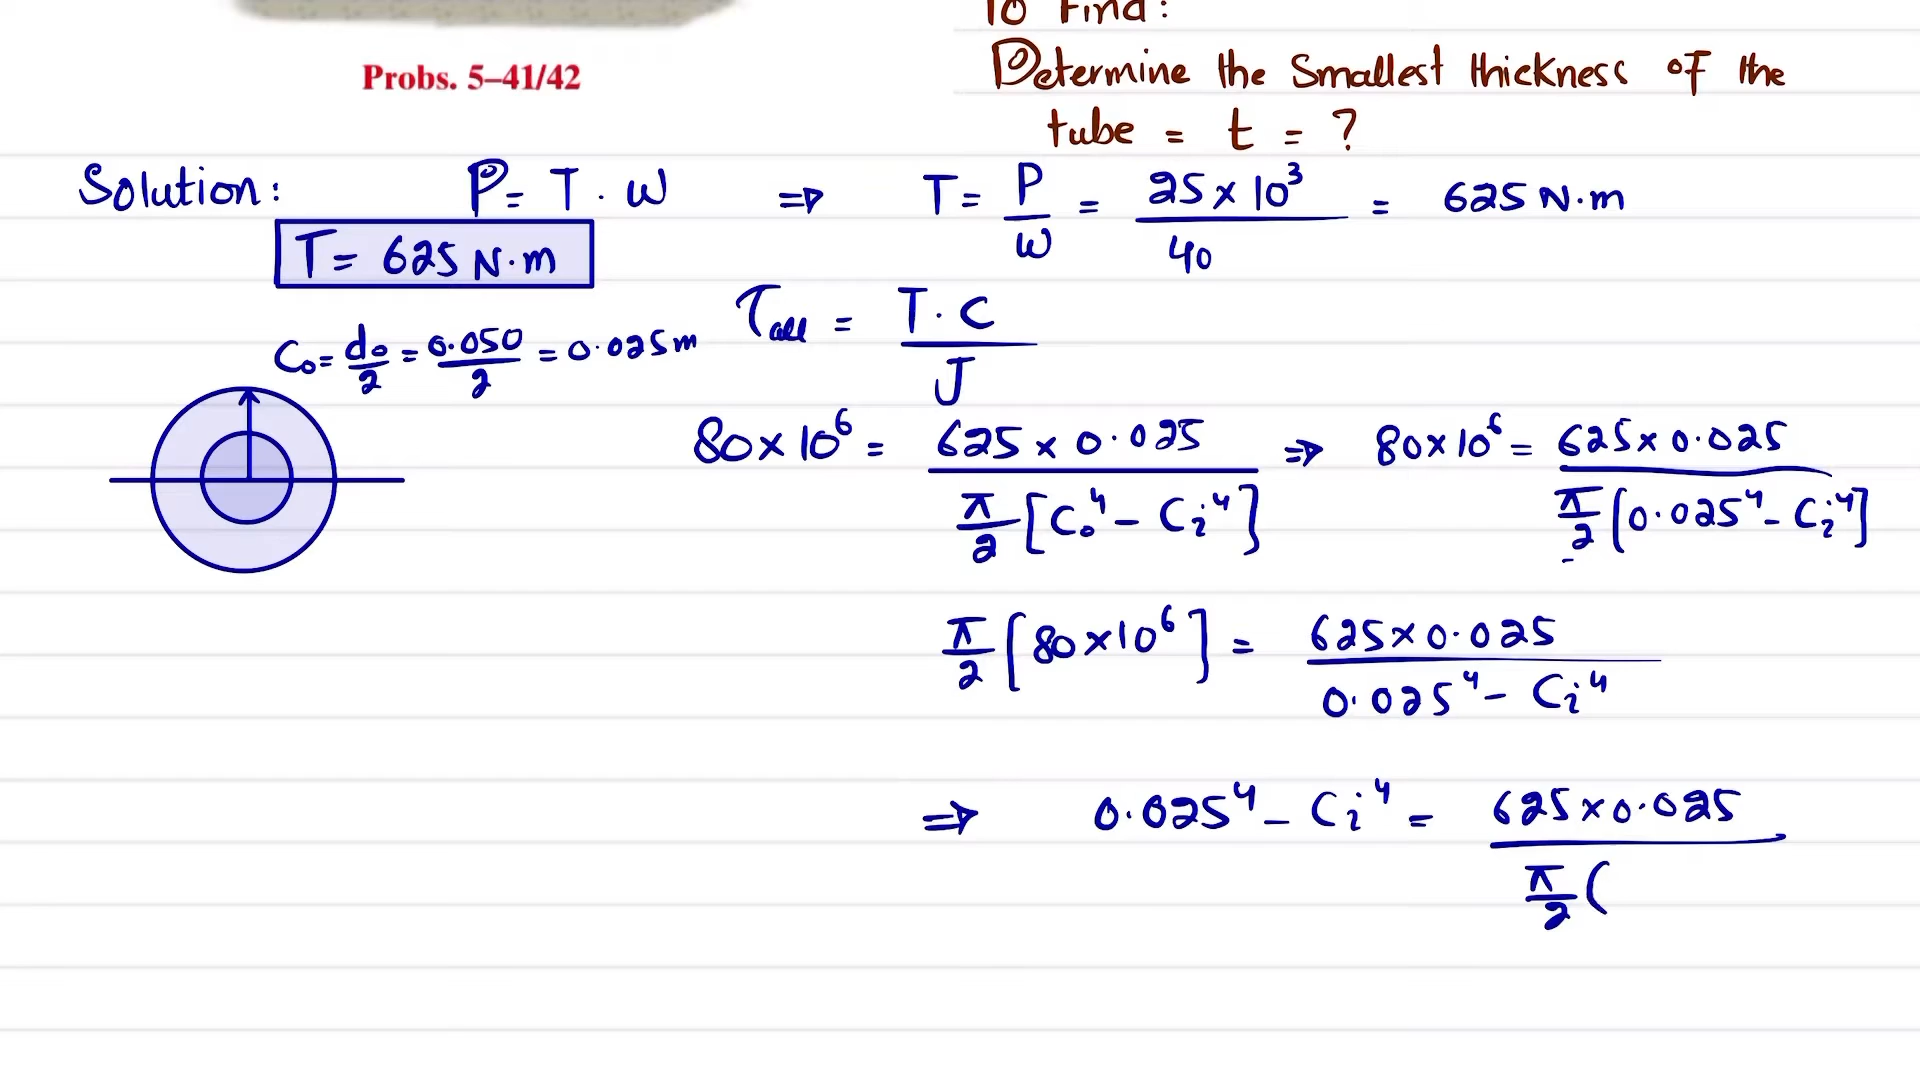 To Find:
Probs. 5–41/42
Determine the Smallest thickness of the
tube = t = ?
Solution: P = T · ω ⇒ T = P/ω = 25 × 10³/40 = 625 N·m
T = 625 N·m
τall = T · C/J
C₀ = d₀/2 = 0.050/2 = 0.025 m
80 × 10⁶ = 625 × 0.025/(π/2 [C₀⁴ – Cᵢ⁴]) ⇒ 80 × 10⁶ = 625 × 0.025/(π/2 [0.025⁴ – Cᵢ⁴])
π/2 [80 × 10⁶] = 625 × 0.025/(0.025⁴ – Cᵢ⁴)
⇒ 0.025⁴ – Cᵢ⁴ = 625 × 0.025/(π/2 (